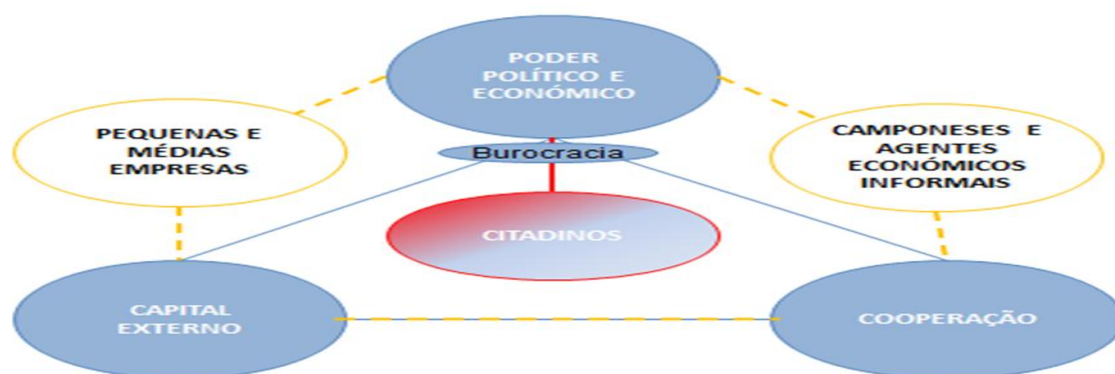 PODER
POLÍTICO E
ECONÓMICO
PEQUENAS E
MÉDIAS
EMPRESAS
CAMPONESES E
AGENTES
ECONÓMICOS
INFORMAIS
Burocracia
CITADINOS
CAPITAL
EXTERNO
COOPERAÇÃO